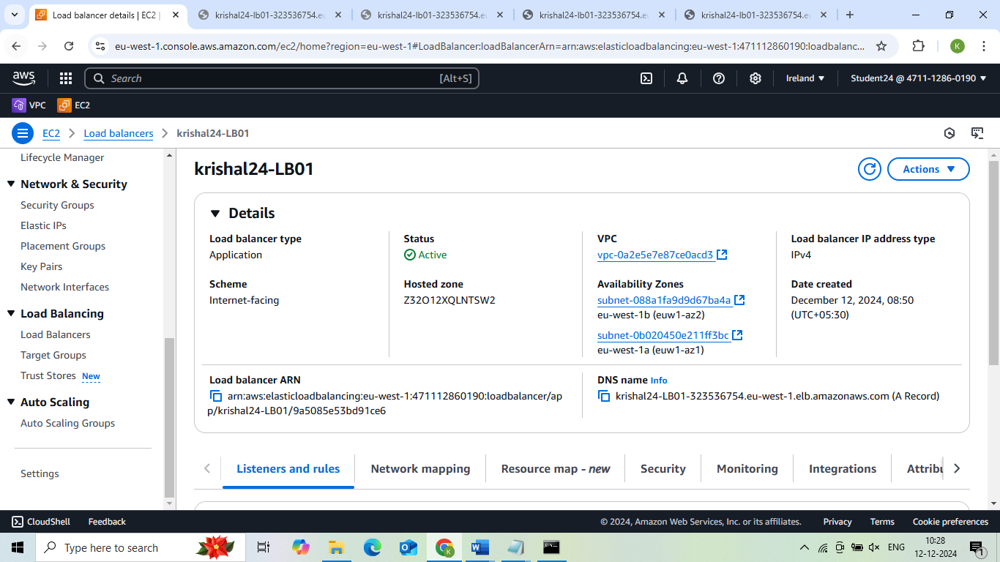 Load balancer details | EC2 |
krishal24-lb01-323536754.eu
krishal24-lb01-323536754.eu
krishal24-lb01-323536754.eu
krishal24-lb01-323536754.eu
eu-west-1.console.aws.amazon.com/ec2/home?region=eu-west-1#LoadBalancer:loadBalancerArn=arn:aws:elasticloadbalancing:eu-west-1:471112860190:loadbalanc...
K
aws
Search
[Alt+S]
Ireland
Student24 @ 4711-1286-0190
VPC
EC2
EC2
Load balancers
krishal24-LB01
Lifecycle Manager
Network & Security
Security Groups
Elastic IPs
Placement Groups
Key Pairs
Network Interfaces
Load Balancing
Load Balancers
Target Groups
Trust Stores New
Auto Scaling
Auto Scaling Groups
Settings
krishal24-LB01
Actions
Details
Load balancer type
Application
Status
Active
VPC
vpc-0a2e5e7e87ce0acd3
Load balancer IP address type
IPv4
Scheme
Internet-facing
Hosted zone
Z32O12XQLNTSW2
Availability Zones
subnet-088a1fa9d9d67ba4a
eu-west-1b (euw1-az2)
subnet-0b020450e211ff3bc
eu-west-1a (euw1-az1)
Date created
December 12, 2024, 08:50
(UTC+05:30)
Load balancer ARN
arn:aws:elasticloadbalancing:eu-west-1:471112860190:loadbalancer/ap
p/krishal24-LB01/9a5085e53bd91ce6
DNS name Info
krishal24-LB01-323536754.eu-west-1.elb.amazonaws.com (A Record)
Listeners and rules
Network mapping
Resource map - new
Security
Monitoring
Integrations
Attribu
CloudShell
Feedback
© 2024, Amazon Web Services, Inc. or its affiliates.
Privacy
Terms
Cookie preferences
Type here to search
ENG
10:28
12-12-2024
1